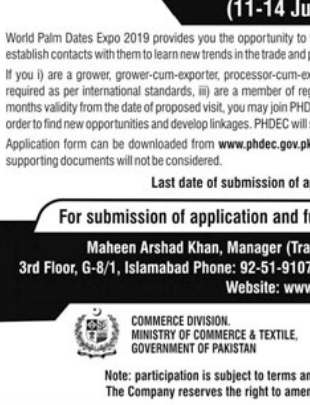 (11-14 Ju
World Palm Dates Expo 2019 provides you the opportunity to
establish contacts with them to learn new trends in the trade and p
If you i) are a grower, grower-cum-exporter, processor-cum-ex
required as per international standards, iii) are a member of reg
months validity from the date of proposed visit, you may join PHD
order to find new opportunities and develop linkages. PHDEC will s
Application form can be downloaded from www.phdec.gov.pk
supporting documents will not be considered.
Last date of submission of a
For submission of application and fu
Maheen Arshad Khan, Manager (Tra
3rd Floor, G-8/1, Islamabad Phone: 92-51-9107
Website: www
COMMERCE DIVISION.
MINISTRY OF COMMERCE & TEXTILE,
GOVERNMENT OF PAKISTAN
Note: participation is subject to terms an
The Company reserves the right to amen